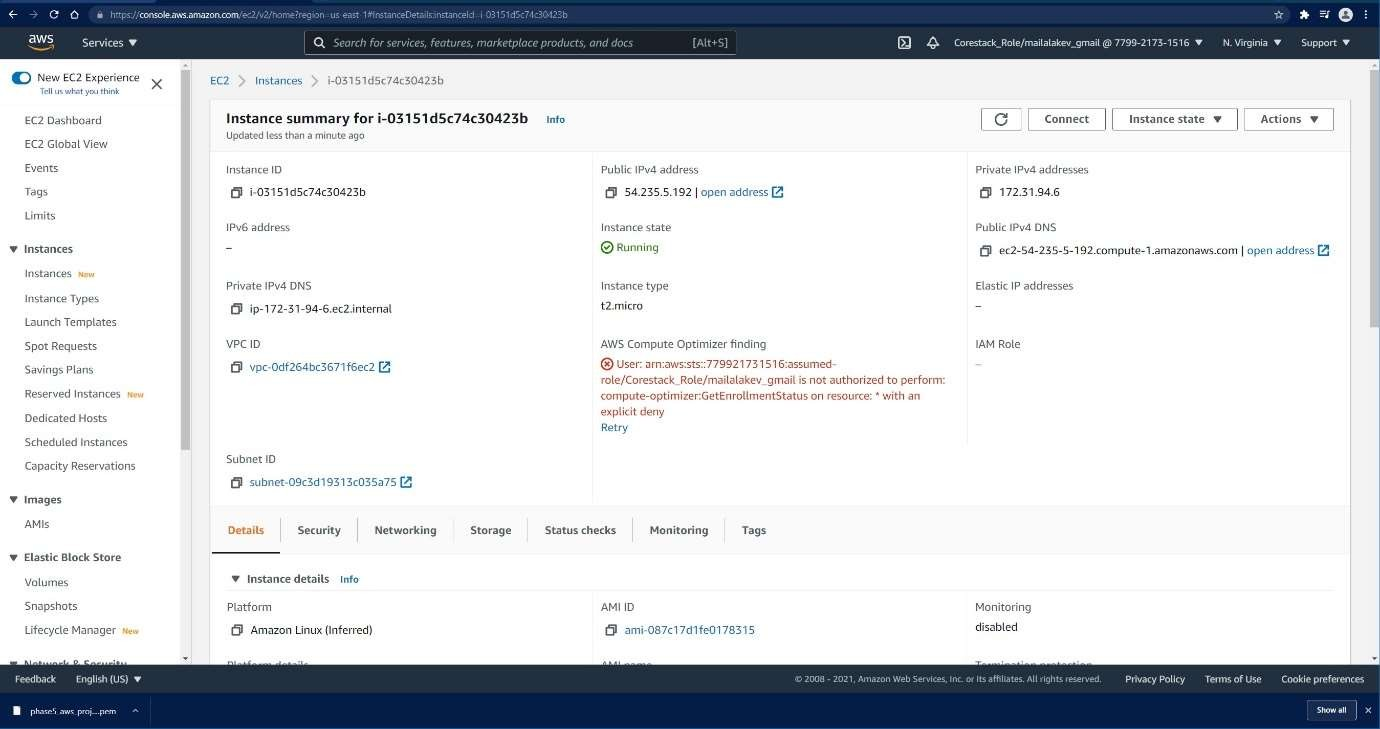 https://console.aws.amazon.com/ec2/v2/home?region=us-east-1#InstanceDetails:instanceId=i-03151d5c74c30423b
aws
Services
Search for services, features, marketplace products, and docs
[Alt+S]
Corestack_Role/mailalakev_gmail @ 7799-2173-1516
N. Virginia
Support
New EC2 Experience
Tell us what you think
EC2 Dashboard
EC2 Global View
Events
Tags
Limits
Instances
Instances New
Instance Types
Launch Templates
Spot Requests
Savings Plans
Reserved Instances New
Dedicated Hosts
Scheduled Instances
Capacity Reservations
Images
AMIs
Elastic Block Store
Volumes
Snapshots
Lifecycle Manager New
Network & Security
EC2
Instances
i-03151d5c74c30423b
Instance summary for i-03151d5c74c30423b Info
Updated less than a minute ago
Connect
Instance state
Actions
Instance ID
i-03151d5c74c30423b
Public IPv4 address
54.235.5.192 | open address
Private IPv4 addresses
172.31.94.6
IPv6 address
–
Instance state
Running
Public IPv4 DNS
ec2-54-235-5-192.compute-1.amazonaws.com | open address
Private IPv4 DNS
ip-172-31-94-6.ec2.internal
Instance type
t2.micro
Elastic IP addresses
–
VPC ID
vpc-0df264bc3671f6ec2
AWS Compute Optimizer finding
User: arn:aws:sts::779921731516:assumed-
role/Corestack_Role/mailalakev_gmail is not authorized to perform:
compute-optimizer:GetEnrollmentStatus on resource: * with an
explicit deny
Retry
IAM Role
–
Subnet ID
subnet-09c3d19313c035a75
Details
Security
Networking
Storage
Status checks
Monitoring
Tags
Instance details Info
Platform
Amazon Linux (Inferred)
AMI ID
ami-087c17d1fe0178315
Monitoring
disabled
Platform details
AMI name
Termination protection
Feedback
English (US)
© 2008 - 2021, Amazon Web Services, Inc. or its affiliates. All rights reserved.
Privacy Policy
Terms of Use
Cookie preferences
phase5_aws_proj....pem
Show all